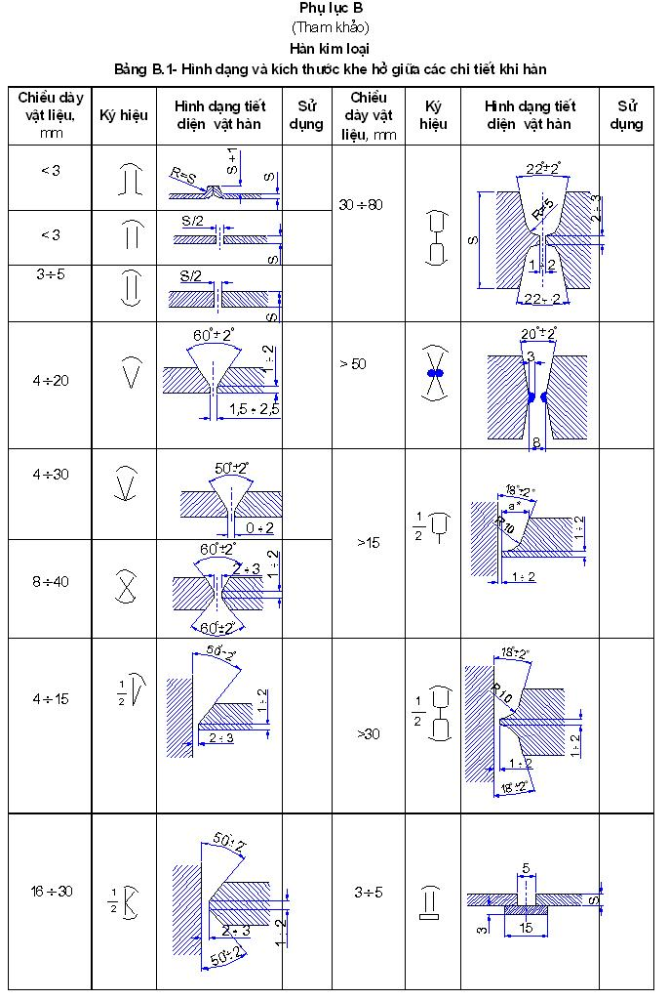 Phụ lục B
(Tham khảo)
Hàn kim loại
Bảng B.1- Hình dạng và kích thước khe hở giữa các chi tiết khi hàn
Chiều dày vật liệu, mm
Ký hiệu
Hình dạng tiết diện vật hàn
Sử dụng
Chiều dày vật liệu, mm
Ký hiệu
Hình dạng tiết diện vật hàn
Sử dụng
< 3
R=S
S+1
S
< 3
S/2
S
3÷5
S/2
S
30÷80
22°±2°
R=5
S
2÷3
1÷2
22÷2°
4÷20
60°±2°
1÷2
1,5÷2,5
> 50
20°±2°
3
8
4÷30
50°±2°
0÷2
8÷40
60°±2°
2÷3
1÷2
60°±2°
>15
1/2
18°±2°
a*
R10
1÷2
1÷2
4÷15
1/2
50÷2°
1÷2
2÷3
>30
1/2
18°±2°
R10
1÷2
1÷2
18°±2°
16÷30
1/2
50÷2°
2÷3
1÷2
50÷2°
3÷5
5
S
3
15